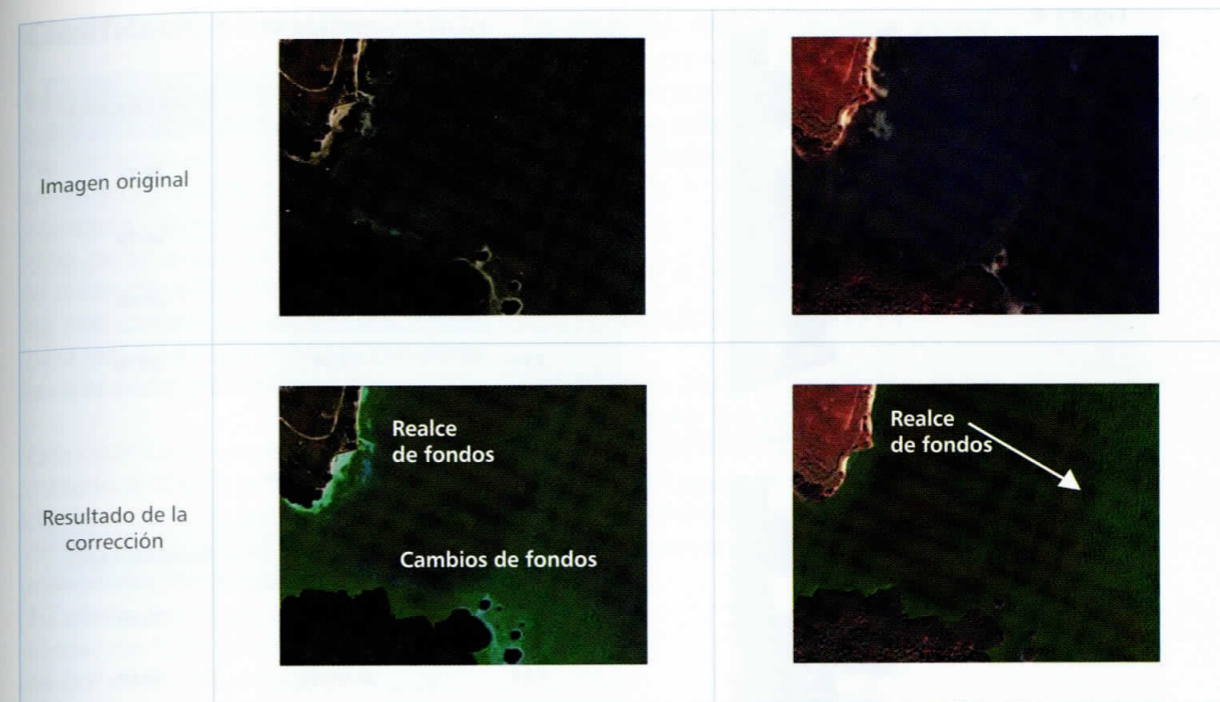 Imagen original
Resultado de la
corrección
Realce
de fondos
Cambios de fondos
Realce
de fondos